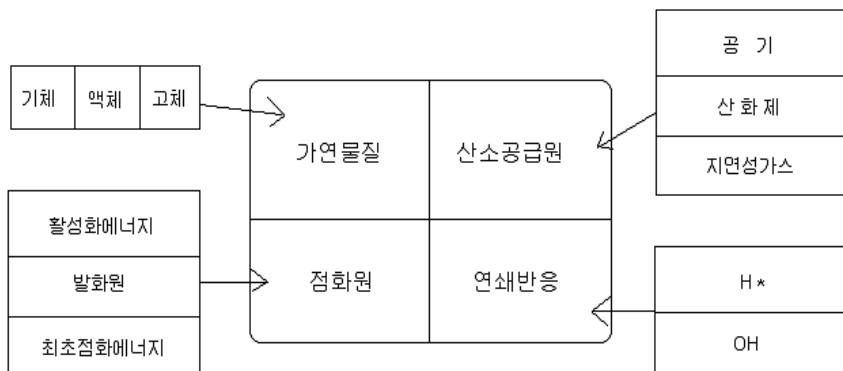 기체 액체 고체
가연물질
산소공급원
공 기
산 화 제
지연성가스
활성화에너지
발화원
최초점화에너지
점화원
연쇄반응
H*
OH